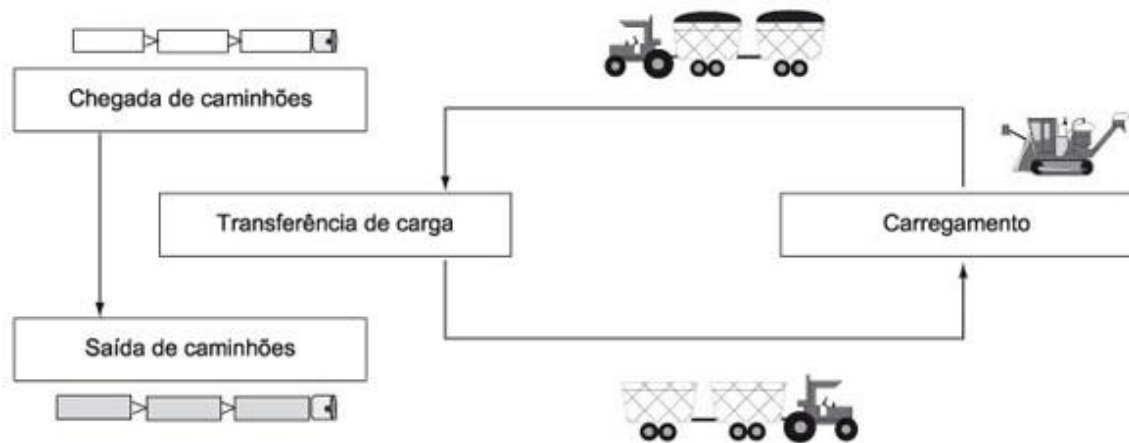 Chegada de caminhões
Transferência de carga
Carregamento
Saída de caminhões